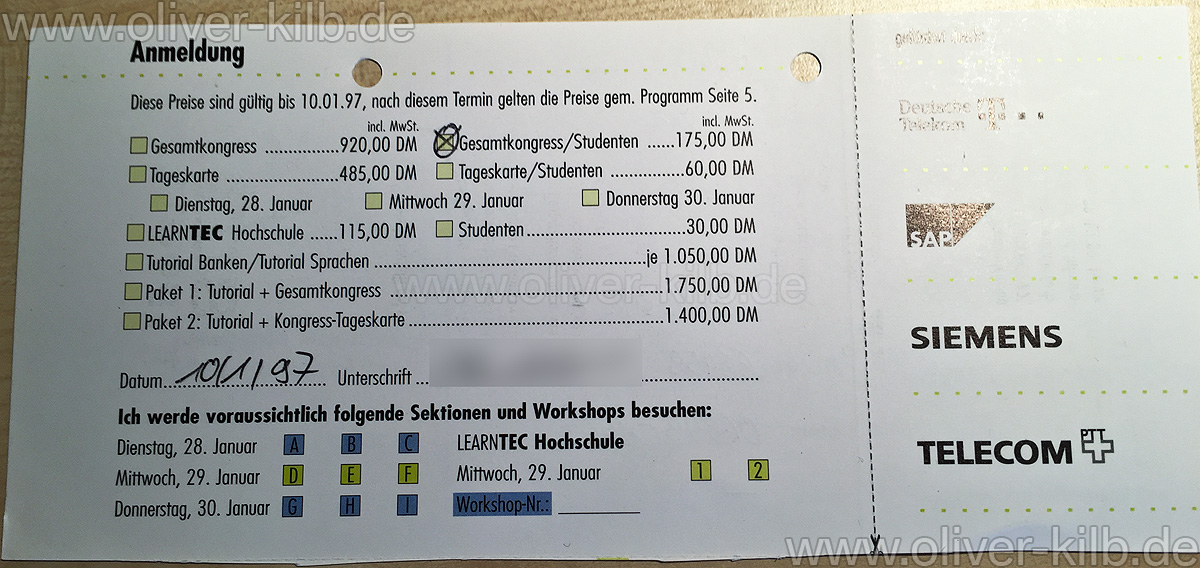 www.oliver-kilb.de
Anmeldung
Diese Preise sind gültig bis 10.01.97, nach diesem Termin gelten die Preise gem. Programm Seite 5.
incl. MwSt. incl. MwSt.
Gesamtkongress ................920,00 DM Gesamtkongress/Studenten ......175,00 DM
Tageskarte .........................485,00 DM Tageskarte/Studenten ................60,00 DM
Dienstag, 28. Januar Mittwoch 29. Januar Donnerstag 30. Januar
LEARNTEC Hochschule ......115,00 DM Studenten..................................30,00 DM
Tutorial Banken/Tutorial Sprachen ..........................................................je 1.050,00 DM
Paket 1: Tutorial + Gesamtkongress ............................................................1.750,00 DM
Paket 2: Tutorial + Kongress-Tageskarte.......................................................1.400,00 DM
www.oliver-kilb.de
Datum...10/1/97 Unterschrift ...
Ich werde voraussichtlich folgende Sektionen und Workshops besuchen:
Dienstag, 28. Januar A B C LEARNTEC Hochschule
Mittwoch, 29. Januar D E F Mittwoch, 29. Januar 1 2
Donnerstag, 30. Januar G H I Workshop-Nr.: ________
Deutsche
Telekom T
SAP
SIEMENS
TELECOM PTT
www.oliver-kilb.de